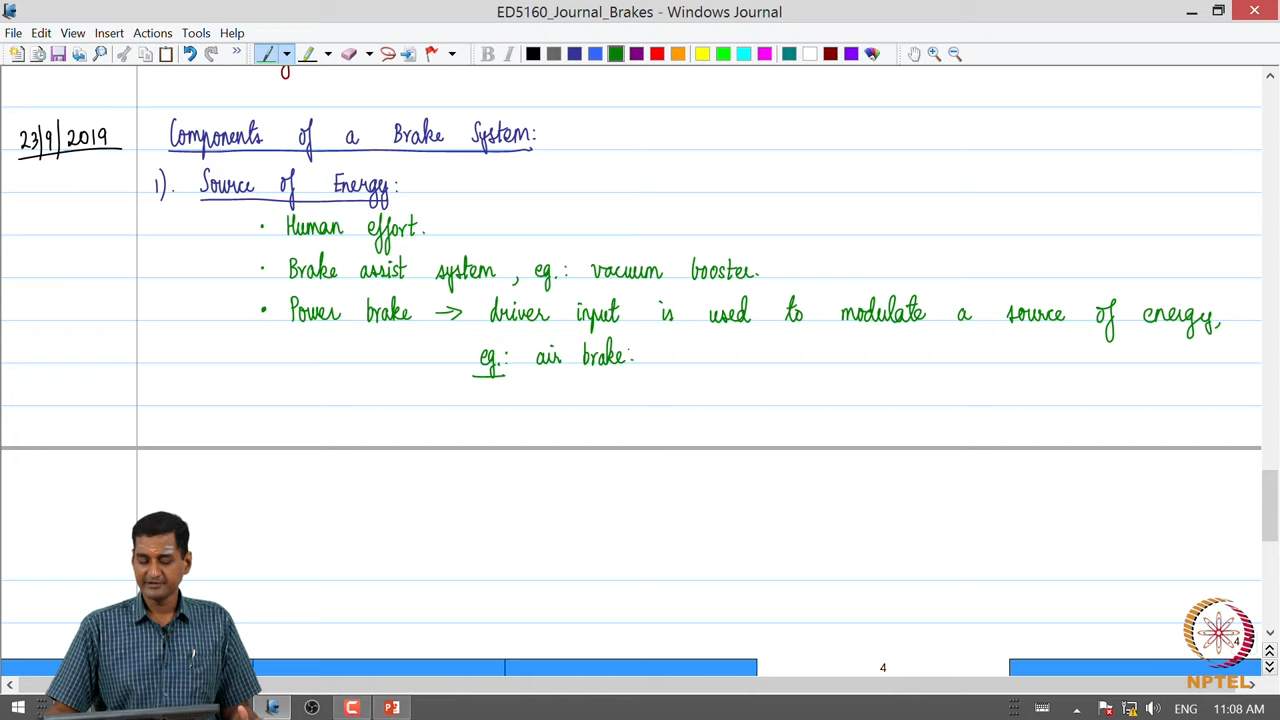 ED5160_Journal_Brakes - Windows Journal
File Edit View Insert Actions Tools Help
23/9/2019
Components of a Brake System:
1). Source of Energy:
· Human effort.
· Brake assist system, eg.: vacuum booster.
· Power brake → driver input is used to modulate a source of energy,
eg.: air brake.
4
4
NPTEL
ENG 11:08 AM